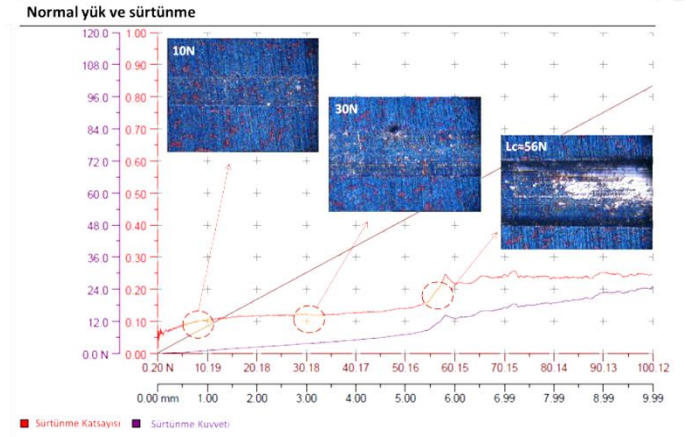 Normal yük ve sürtünme
120.0 1.00
108.0 0.90
96.0 0.80
84.0 0.70
72.0 0.60
60.0 0.50
48.0 0.40
36.0 0.30
24.0 0.20
12.0 0.10
0.0 N 0.00
10N
30N
Lc=56N
0.20 N 10.19 20.18 30.18 40.17 50.16 60.15 70.15 80.14 90.13 100.12
0.00 mm 1.00 2.00 3.00 4.00 5.00 6.00 6.99 7.99 8.99 9.99
Sürtünme Katsayısı Sürtünme Kuvveti